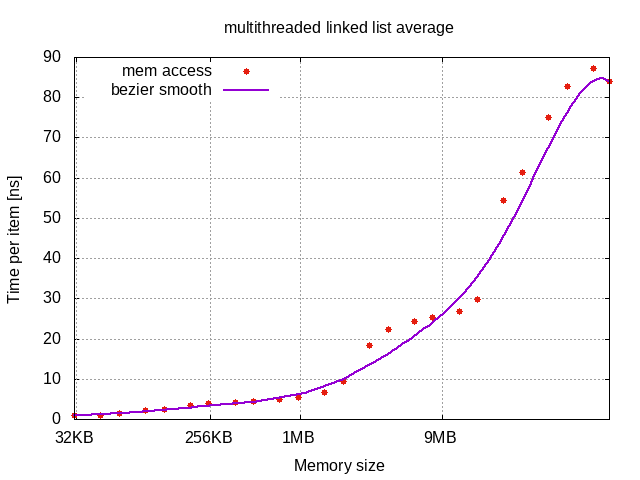 multithreaded linked list average
mem access
bezier smooth
Time per item [ns]
90
80
70
60
50
40
30
20
10
0
32KB 256KB 1MB 9MB
Memory size